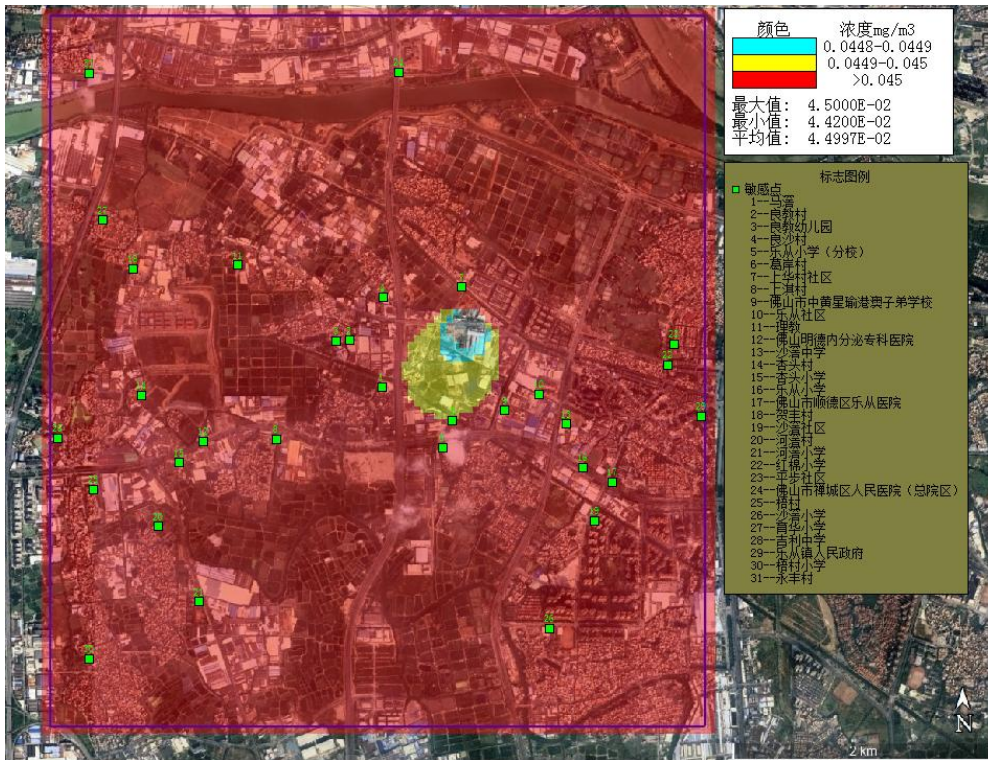 颜色 浓度mg/m3
0.0448-0.0449
0.0449-0.045
>0.045
最大值: 4.5000E-02
最小值: 4.4200E-02
平均值: 4.4997E-02
标志图例
敏感点
1--马滘
2--良教村
3--良教幼儿园
4--良沙村
5--乐从小学（分校）
6--葛岸村
7--上华村社区
8--上淇村
9--佛山市中黄星瑜港澳子弟学校
10--乐从社区
11--理教
12--佛山明德内分泌专科医院
13--沙滘中学
14--杏头村
15--杏头小学
16--乐从小学
17--佛山市顺德区乐从医院
18--贺丰村
19--沙滘社区
20--河滘村
21--河滘小学
22--红棉小学
23--平步社区
24--佛山市禅城区人民医院（总院区）
25--梧村
26--沙滘小学
27--育华小学
28--吉利中学
29--乐从镇人民政府
30--梧村小学
31--永丰村
N
2 km